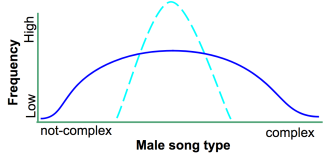 Frequency
High
Low
not-complex
complex
Male song type